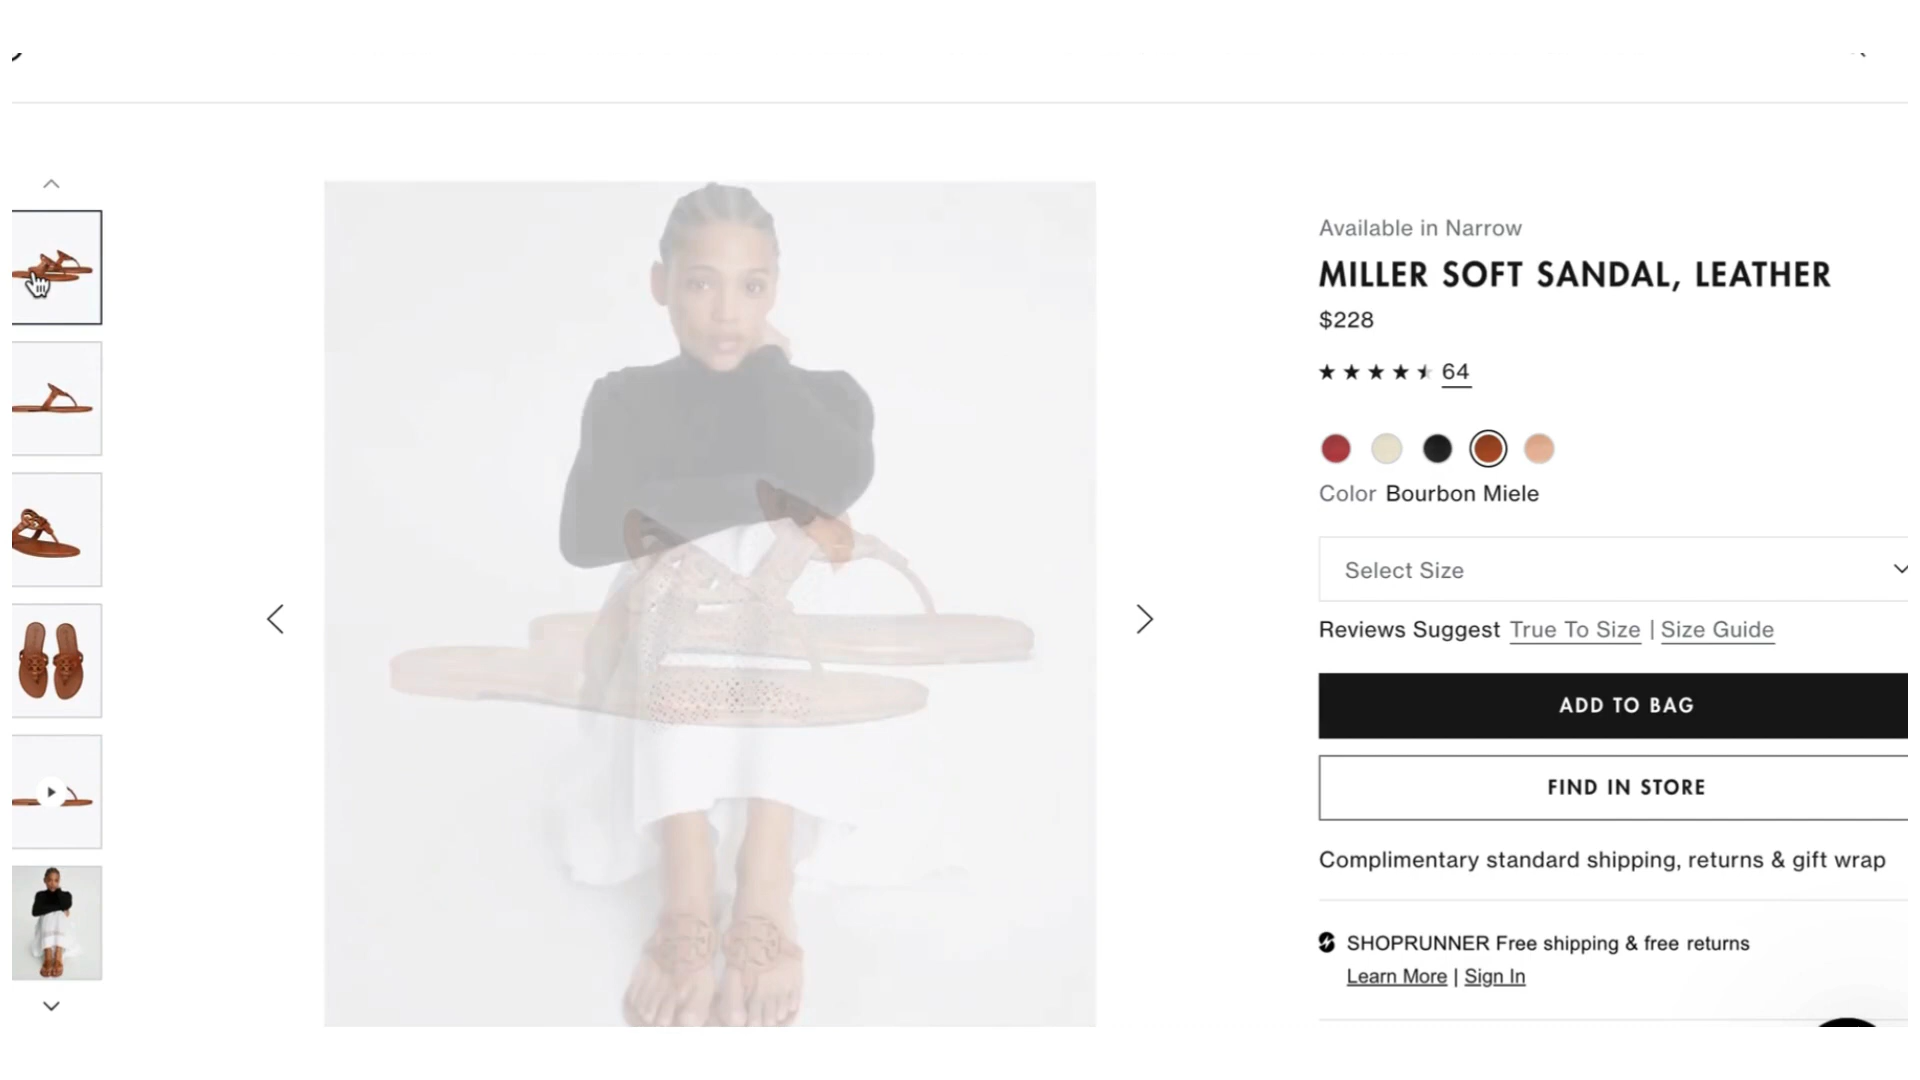 Available in Narrow
MILLER SOFT SANDAL, LEATHER
$228
64
Color Bourbon Miele
Select Size
Reviews Suggest True To Size | Size Guide
ADD TO BAG
FIND IN STORE
Complimentary standard shipping, returns & gift wrap
SHOPRUNNER Free shipping & free returns
Learn More | Sign In